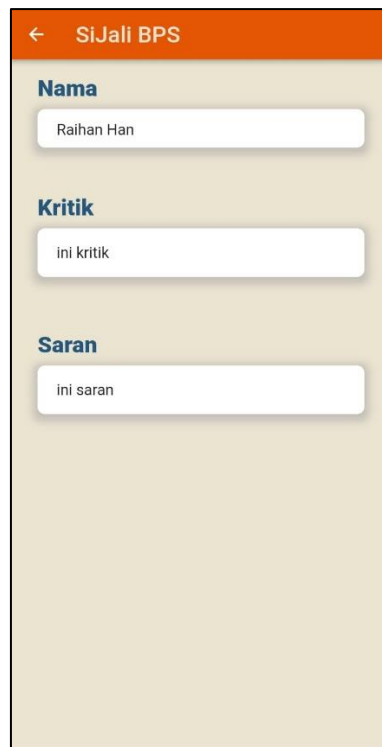 SiJali BPS
Nama
Raihan Han
Kritik
ini kritik
Saran
ini saran